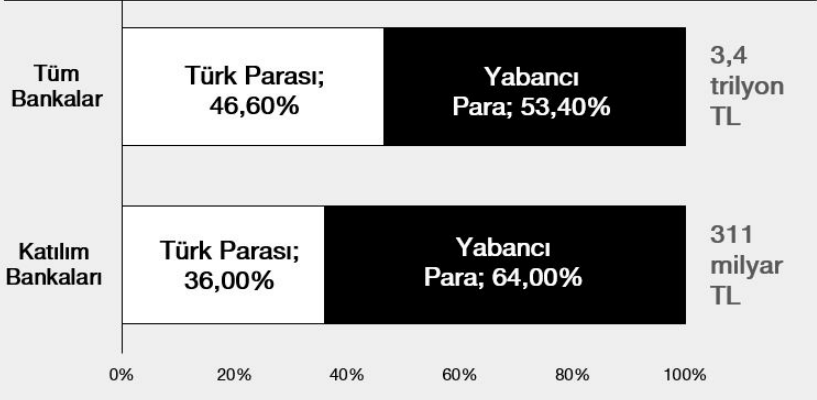 Tüm
Bankalar
Türk Parası;
46,60%
Yabancı
Para; 53,40%
3,4
trilyon
TL
Katılım
Bankaları
Türk Parası;
36,00%
Yabancı
Para; 64,00%
311
milyar
TL
0%
20%
40%
60%
80%
100%